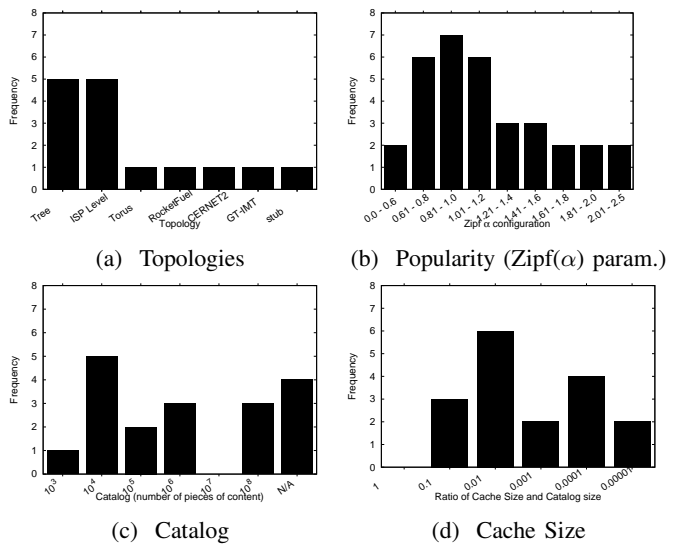 8
7
6
5
4
3
2
1
0
Frequency
Tree
ISP Level
Torus
RocketFuel
CERNET2
GT-IMT
stub
Topology
(a) Topologies
8
7
6
5
4
3
2
1
0
Frequency
0.0 - 0.6
0.61 - 0.8
0.81 - 1.0
1.01 - 1.2
1.21 - 1.4
1.41 - 1.6
1.61 - 1.8
1.81 - 2.0
2.01 - 2.5
Zipf α configuration
(b) Popularity (Zipf(α) param.)
8
7
6
5
4
3
2
1
0
Frequency
10^3
10^4
10^5
10^6
10^7
10^8
N/A
Catalog (number of pieces of content)
(c) Catalog
8
7
6
5
4
3
2
1
0
Frequency
1
0.1
0.01
0.001
0.0001
0.00001
Ratio of Cache Size and Catalog size
(d) Cache Size